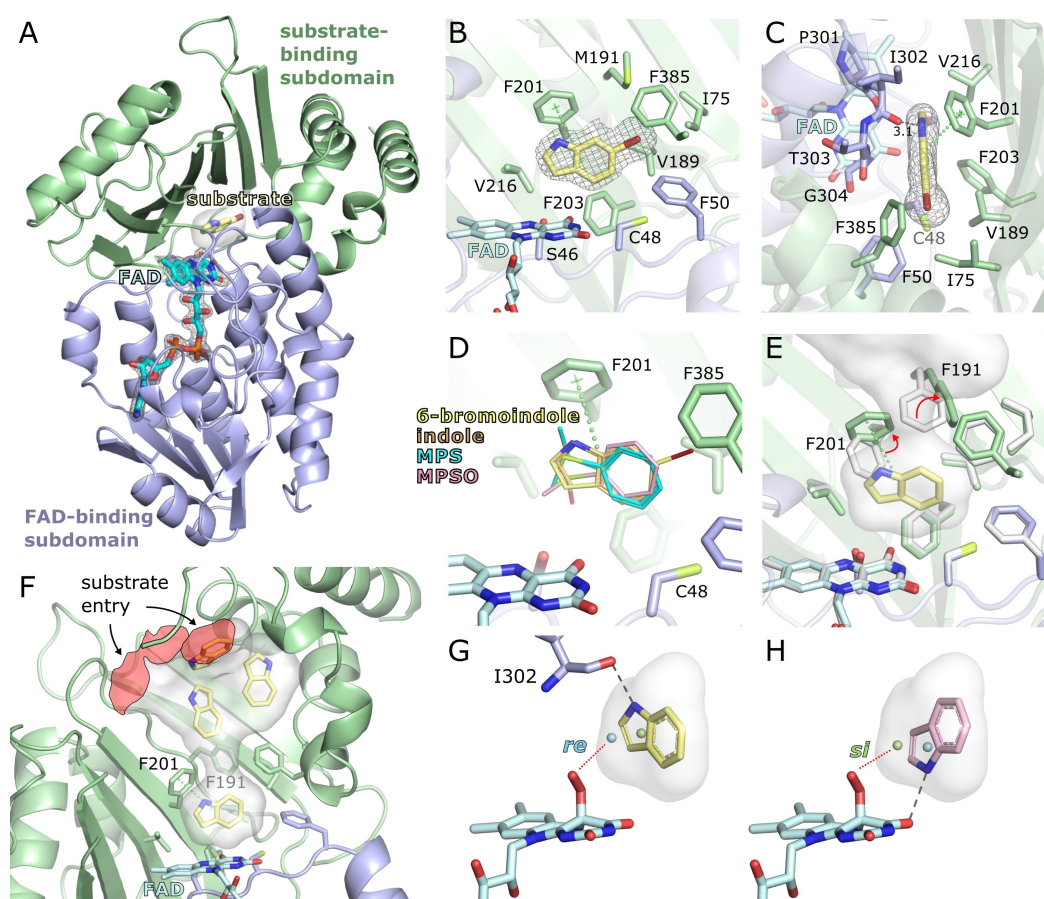 A
substrate-
binding
subdomain
substrate
FAD
FAD-binding
subdomain
B
M191
F201
F385
I75
V216
V189
F203
F50
FAD
S46
C48
C
P301
I302
V216
FAD
3.1
F201
T303
F203
G304
F385
C48
V189
F50
I75
D
F201
F385
6-bromoindole
indole
MPS
MPSO
C48
E
F191
F201
F
substrate
entry
F201
F191
FAD
G
I302
re
H
si